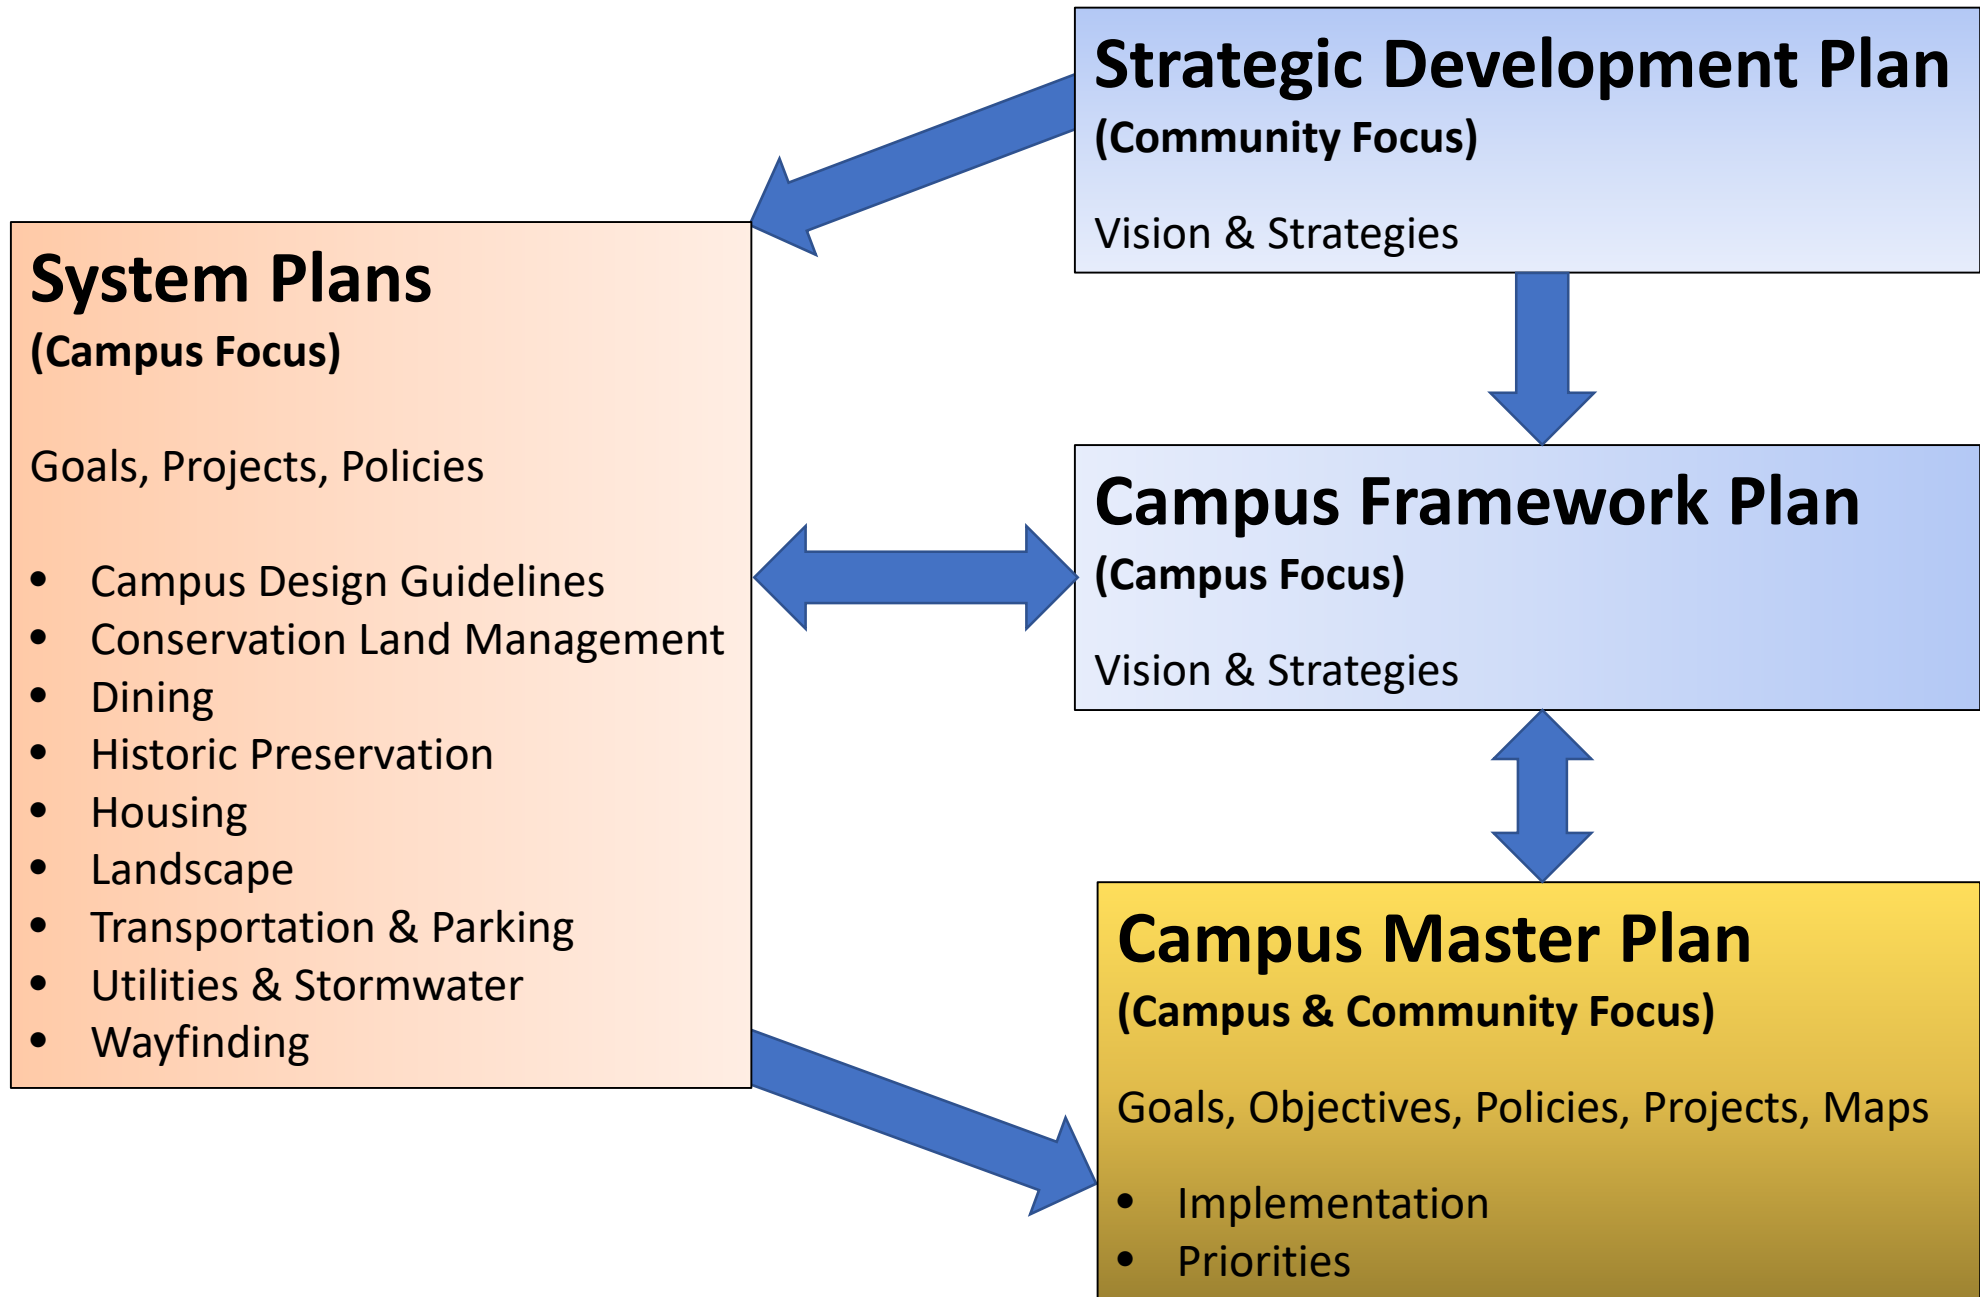 Strategic Development Plan
(Community Focus)
Vision & Strategies
System Plans
(Campus Focus)
Goals, Projects, Policies
• Campus Design Guidelines
• Conservation Land Management
• Dining
• Historic Preservation
• Housing
• Landscape
• Transportation & Parking
• Utilities & Stormwater
• Wayfinding
Campus Framework Plan
(Campus Focus)
Vision & Strategies
Campus Master Plan
(Campus & Community Focus)
Goals, Objectives, Policies, Projects, Maps
• Implementation
• Priorities